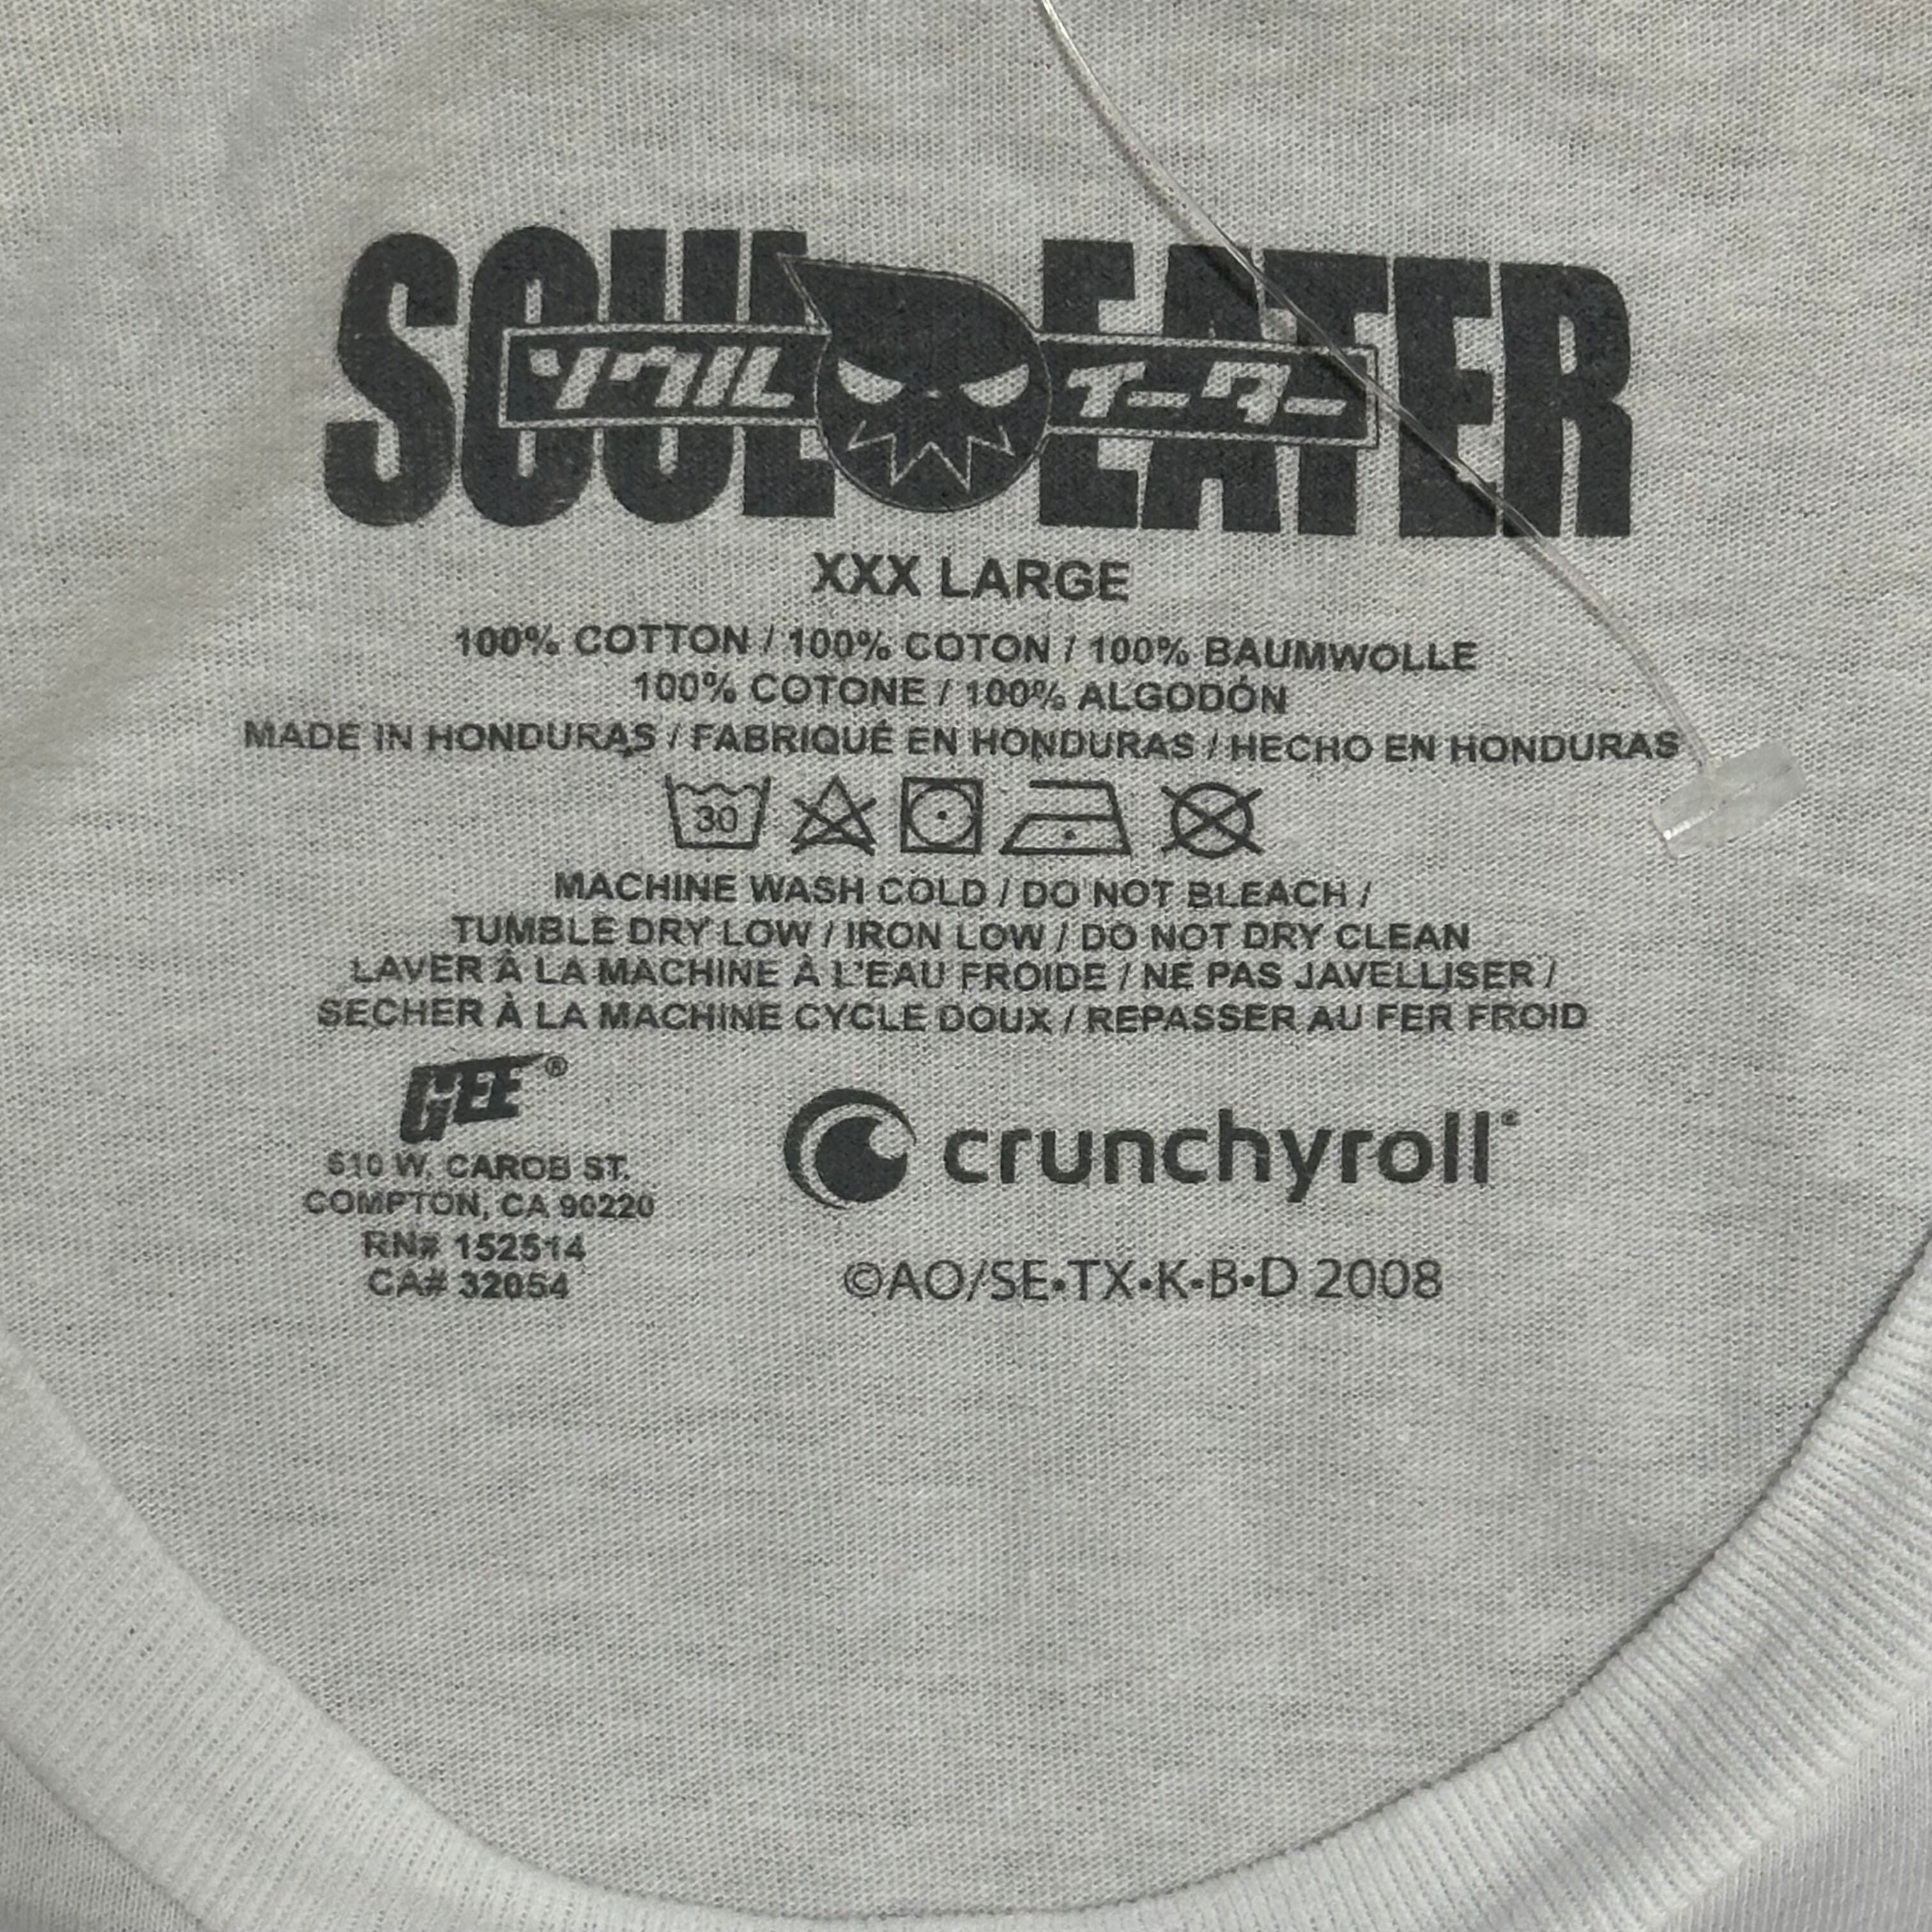 SOUL EATER
ソウルイーター
XXX LARGE
100% COTTON / 100% COTON / 100% BAUMWOLLE
100% COTONE / 100% ALGODÓN
MADE IN HONDURAS / FABRIQUÉ EN HONDURAS / HECHO EN HONDURAS
30
MACHINE WASH COLD / DO NOT BLEACH /
TUMBLE DRY LOW / IRON LOW / DO NOT DRY CLEAN
LAVER À LA MACHINE À L'EAU FROIDE / NE PAS JAVELLISER /
SECHER À LA MACHINE CYCLE DOUX / REPASSER AU FER FROID
GEE®
510 W. CAROB ST.
COMPTON, CA 90220
RN# 152514
CA# 32054
crunchyroll®
©AO/SE•TX•K•B•D 2008